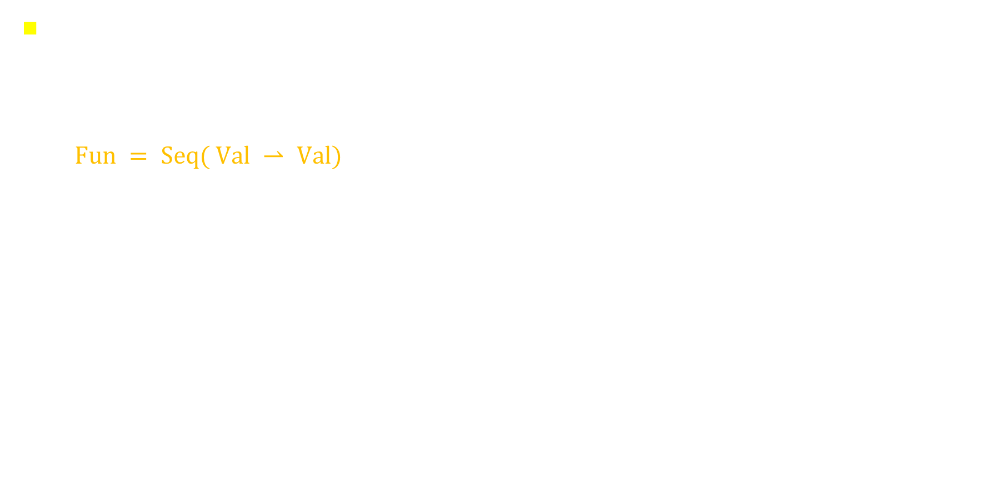 Fun = Seq( Val ⇀ Val)